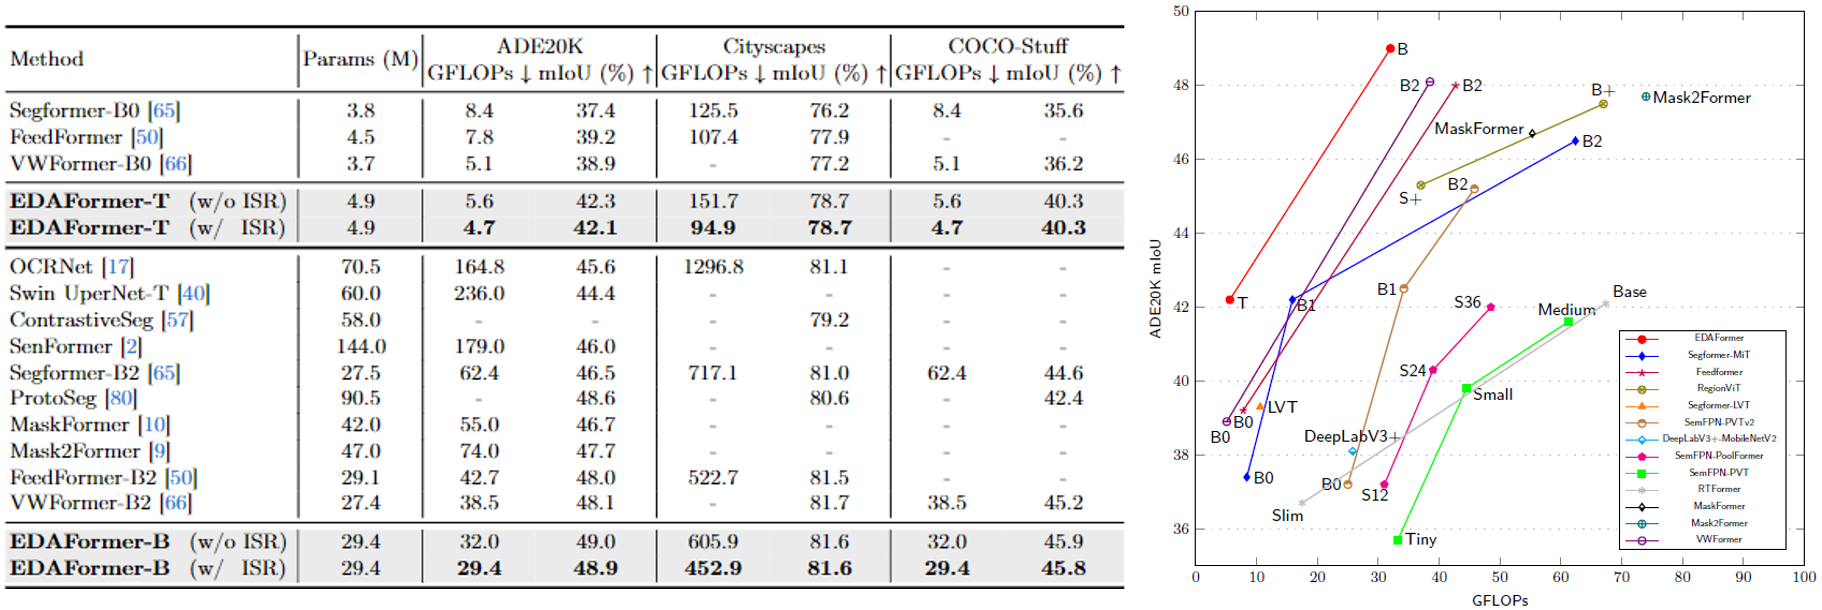 Method Params (M) ADE20K Cityscapes COCO-Stuff
GFLOPs ↓ mIoU (%) ↑ GFLOPs ↓ mIoU (%) ↑ GFLOPs ↓ mIoU (%) ↑
Segformer-B0 [65] 3.8 8.4 37.4 125.5 76.2 8.4 35.6
FeedFormer [50] 4.5 7.8 39.2 107.4 77.9 - -
VWFormer-B0 [66] 3.7 5.1 38.9 - 77.2 5.1 36.2
EDAFormer-T (w/o ISR) 4.9 5.6 42.3 151.7 78.7 5.6 40.3
EDAFormer-T (w/ ISR) 4.9 4.7 42.1 94.9 78.7 4.7 40.3
OCRNet [17] 70.5 164.8 45.6 1296.8 81.1 - -
Swin UperNet-T [40] 60.0 236.0 44.4 - - - -
ContrastiveSeg [57] 58.0 - - - 79.2 - -
SenFormer [2] 144.0 179.0 46.0 - - - -
Segformer-B2 [65] 27.5 62.4 46.5 717.1 81.0 62.4 44.6
ProtoSeg [80] 90.5 - 48.6 - 80.6 - 42.4
MaskFormer [10] 42.0 55.0 46.7 - - - -
Mask2Former [9] 47.0 74.0 47.7 - - - -
FeedFormer-B2 [50] 29.1 42.7 48.0 522.7 81.5 - -
VWFormer-B2 [66] 27.4 38.5 48.1 - 81.7 38.5 45.2
EDAFormer-B (w/o ISR) 29.4 32.0 49.0 605.9 81.6 32.0 45.9
EDAFormer-B (w/ ISR) 29.4 29.4 48.9 452.9 81.6 29.4 45.8
50
B
48
B2
B2
B+
Mask2Former
MaskFormer
B2
46
B2
S+
44
ADE20K mIoU
B1
Base
T
42
B1
S36
Medium
S24
40
Small
LVT
B0
B0
DeepLabV3+
38
B0
B0
S12
Slim
36
Tiny
EDAFormer
Segformer-MiT
Feedformer
RegionViT
Segformer-LVT
SemFPN-PVTv2
DeepLabV3+-MobileNetV2
SemFPN-PoolFormer
SemFPN-PVT
RTFormer
MaskFormer
Mask2Former
VWFormer
0 10 20 30 40 50 60 70 80 90 100
GFLOPs